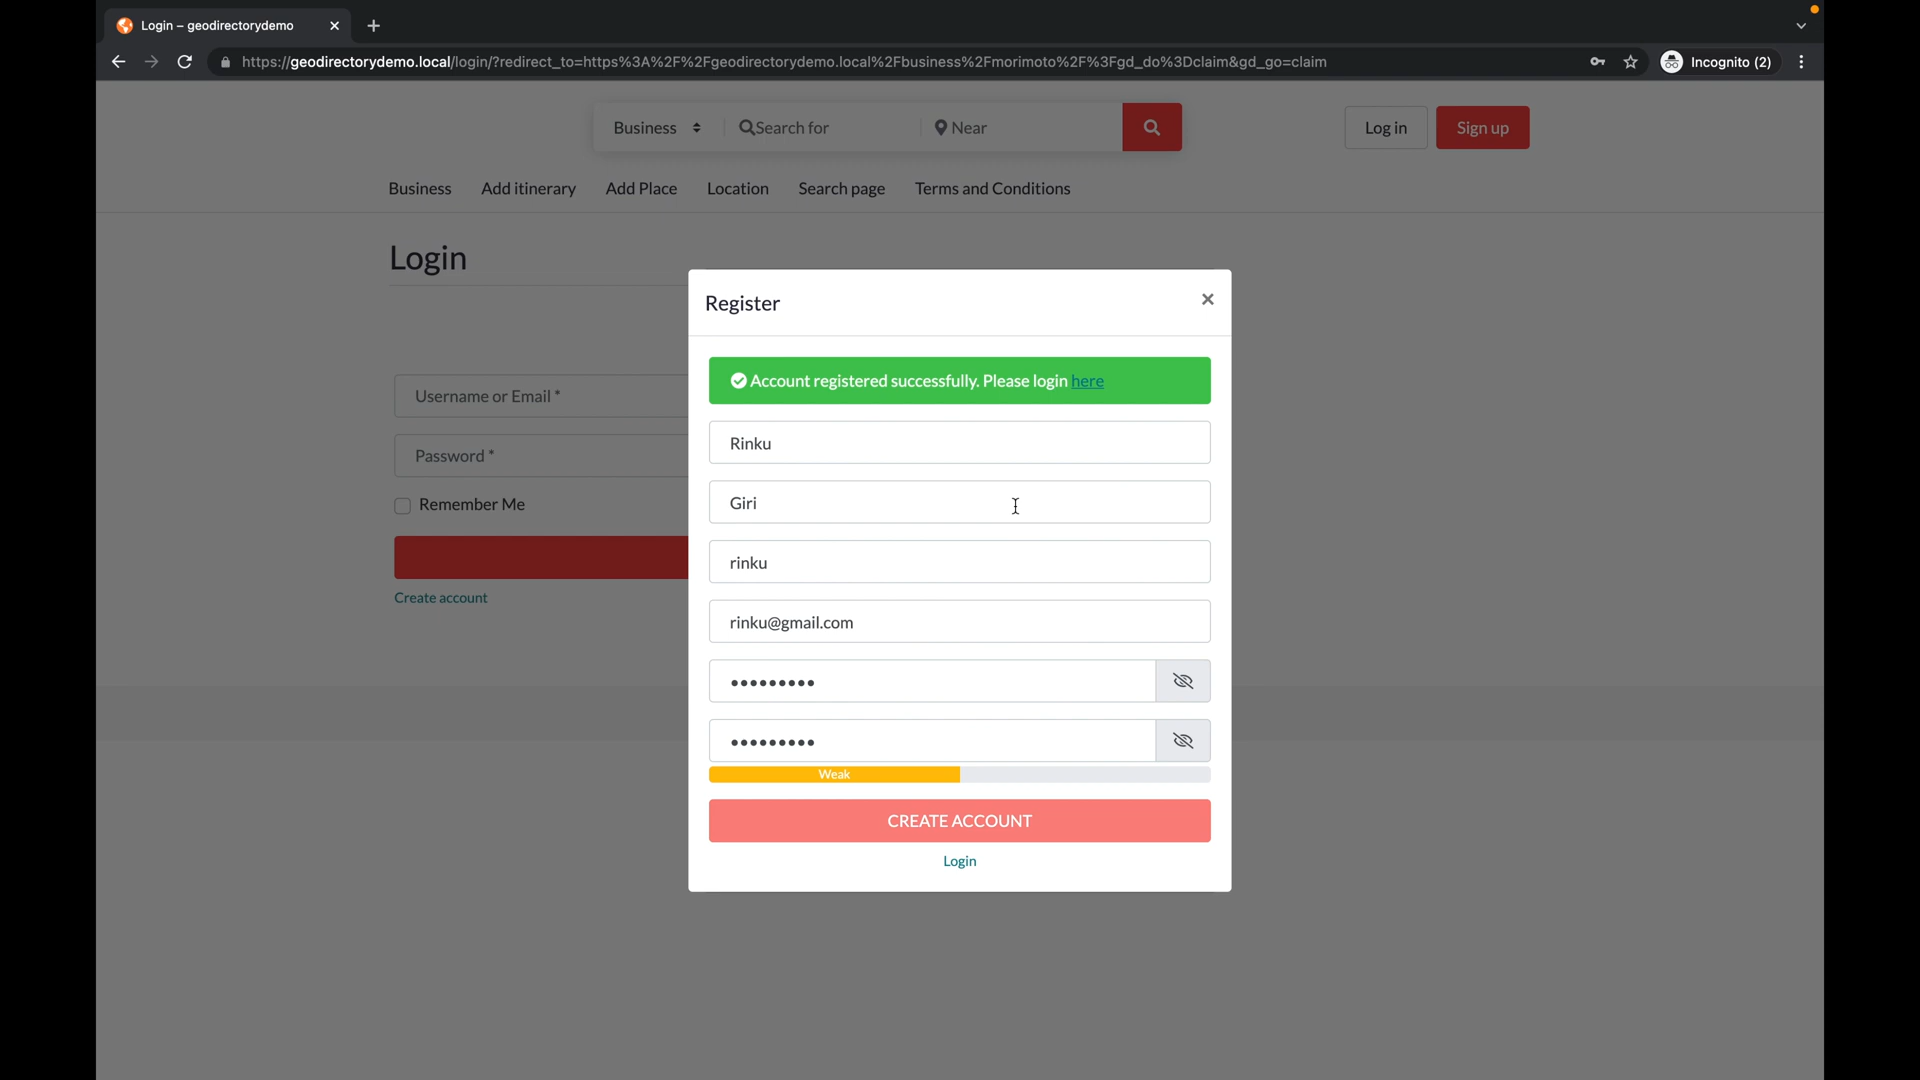 Login – geodirectorydemo
https://geodirectorydemo.local/login/?redirect_to=https%3A%2F%2Fgeodirectorydemo.local%2Fbusiness%2Fmorimoto%2F%3Fgd_do%3Dclaim&gd_go=claim
Incognito (2)
Business
Search for
Near
Log in
Sign up
Business Add itinerary Add Place Location Search page Terms and Conditions
Login
Username or Email *
Password *
Remember Me
Create account
Register
Account registered successfully. Please login here
Rinku
Giri
rinku
rinku@gmail.com
Weak
CREATE ACCOUNT
Login